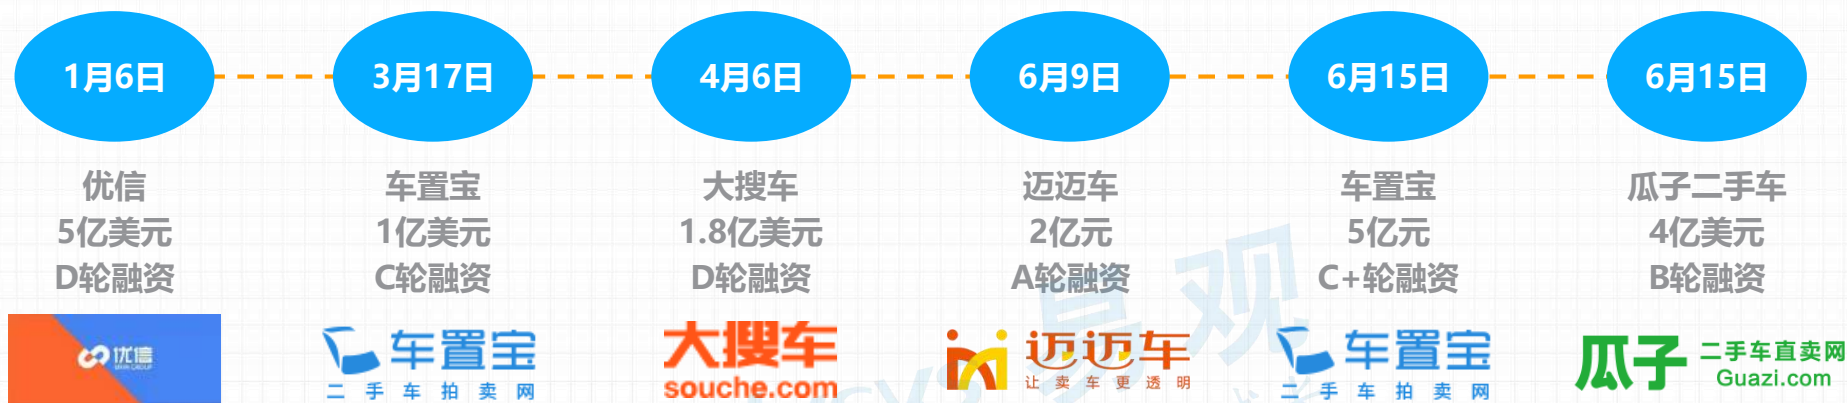 1月6日
3月17日
4月6日
6月9日
6月15日
6月15日
优信
5亿美元
D轮融资
车置宝
1亿美元
C轮融资
大搜车
1.8亿美元
D轮融资
迈迈车
2亿元
A轮融资
车置宝
5亿元
C+轮融资
瓜子二手车
4亿美元
B轮融资
优信
UXIN GROUP
车置宝
二手车拍卖网
大搜车
souche.com
迈迈车
让卖车更透明
车置宝
二手车拍卖网
瓜子
二手车直卖网
Guazi.com
易观